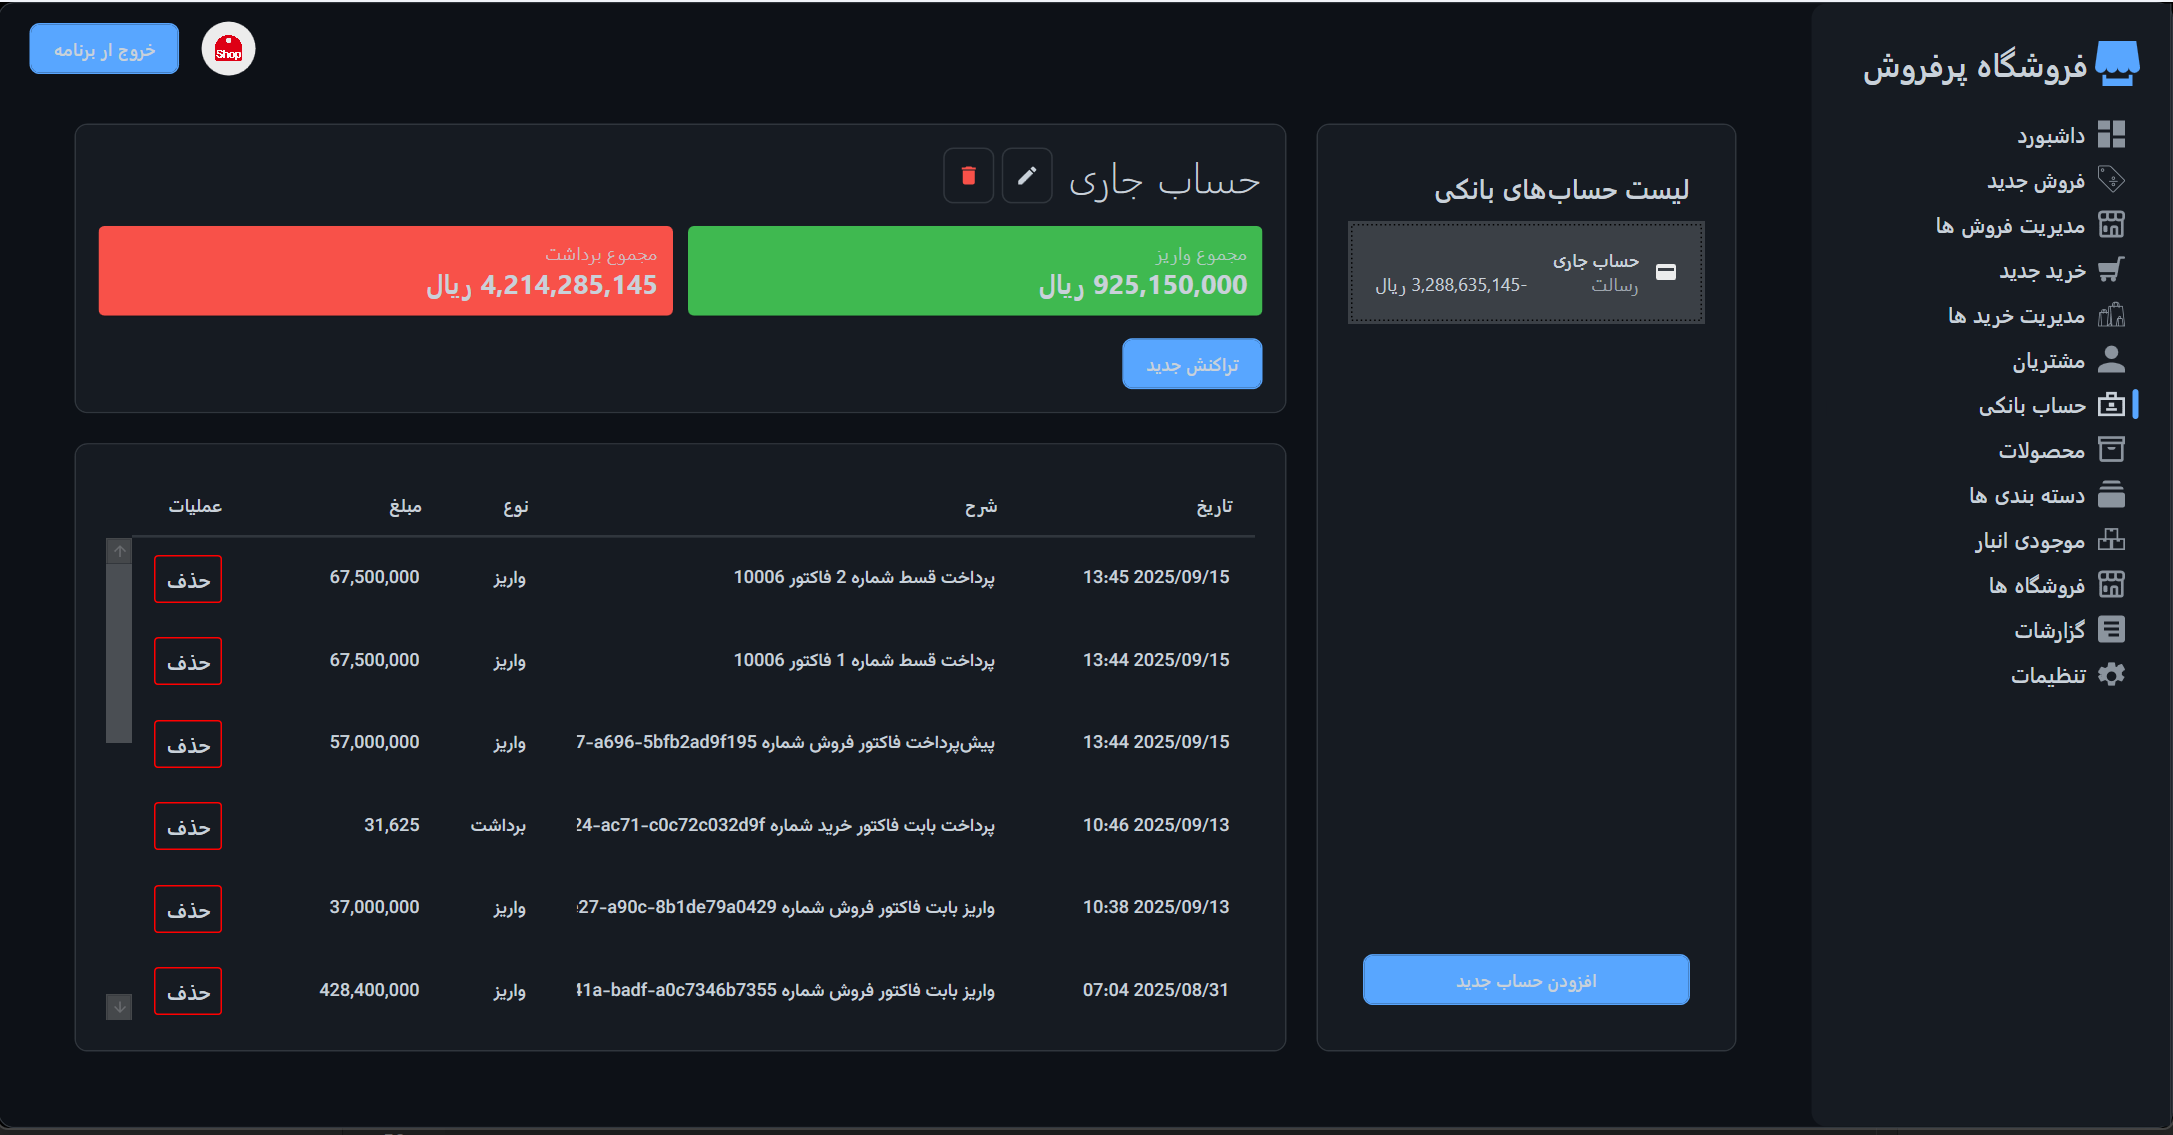 فروشگاه پرفروش
داشبورد
فروش جدید
مدیریت فروش ها
خرید جدید
مدیریت خرید ها
مشتریان
حساب بانکی
محصولات
دسته بندی ها
موجودی انبار
فروشگاه ها
گزارشات
تنظیمات
Shop
خروج از برنامه
لیست حساب‌های بانکی
حساب جاری
رسالت
-3,288,635,145 ریال
افزودن حساب جدید
حساب جاری
مجموع واریز
925,150,000 ریال
مجموع برداشت
4,214,285,145 ریال
تراکنش جدید
تاریخ شرح نوع مبلغ عملیات
2025/09/15 13:45 پرداخت قسط شماره 2 فاکتور 10006 واریز 67,500,000 حذف
2025/09/15 13:44 پرداخت قسط شماره 1 فاکتور 10006 واریز 67,500,000 حذف
2025/09/15 13:44 پیش‌پرداخت فاکتور فروش شماره 7-a696-5bfb2ad9f195 واریز 57,000,000 حذف
2025/09/13 10:46 پرداخت بابت فاکتور خرید شماره 24-ac71-c0c72c032d9f برداشت 31,625 حذف
2025/09/13 10:38 واریز بابت فاکتور فروش شماره 27-a90c-8b1de79a0429 واریز 37,000,000 حذف
2025/08/31 07:04 واریز بابت فاکتور فروش شماره 41a-badf-a0c7346b7355 واریز 428,400,000 حذف